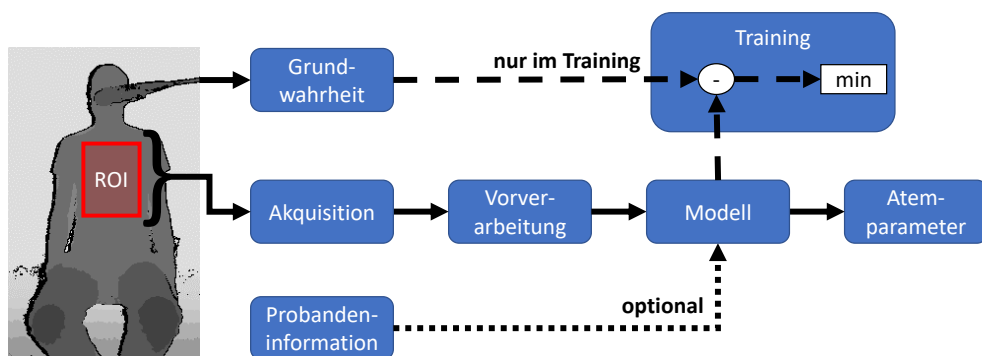 Training
Grund-
wahrheit
nur im Training
-
min
ROI
Akquisition
Vorver-
arbeitung
Modell
Atem-
parameter
optional
Probanden-
information